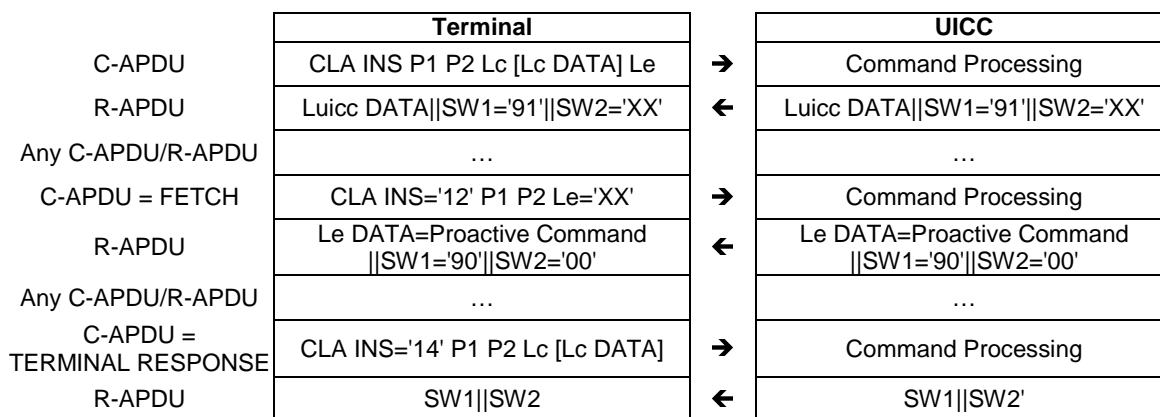 Terminal UICC
C-APDU CLA INS P1 P2 Lc [Lc DATA] Le ➔ Command Processing
R-APDU Luicc DATA||SW1='91'||SW2='XX' 🡸 Luicc DATA||SW1='91'||SW2='XX'
Any C-APDU/R-APDU … …
C-APDU = FETCH CLA INS='12' P1 P2 Le='XX' ➔ Command Processing
R-APDU Le DATA=Proactive Command ||SW1='90'||SW2='00' 🡸 Le DATA=Proactive Command ||SW1='90'||SW2='00'
Any C-APDU/R-APDU … …
C-APDU =
TERMINAL RESPONSE CLA INS='14' P1 P2 Lc [Lc DATA] ➔ Command Processing
R-APDU SW1||SW2 🡸 SW1||SW2'